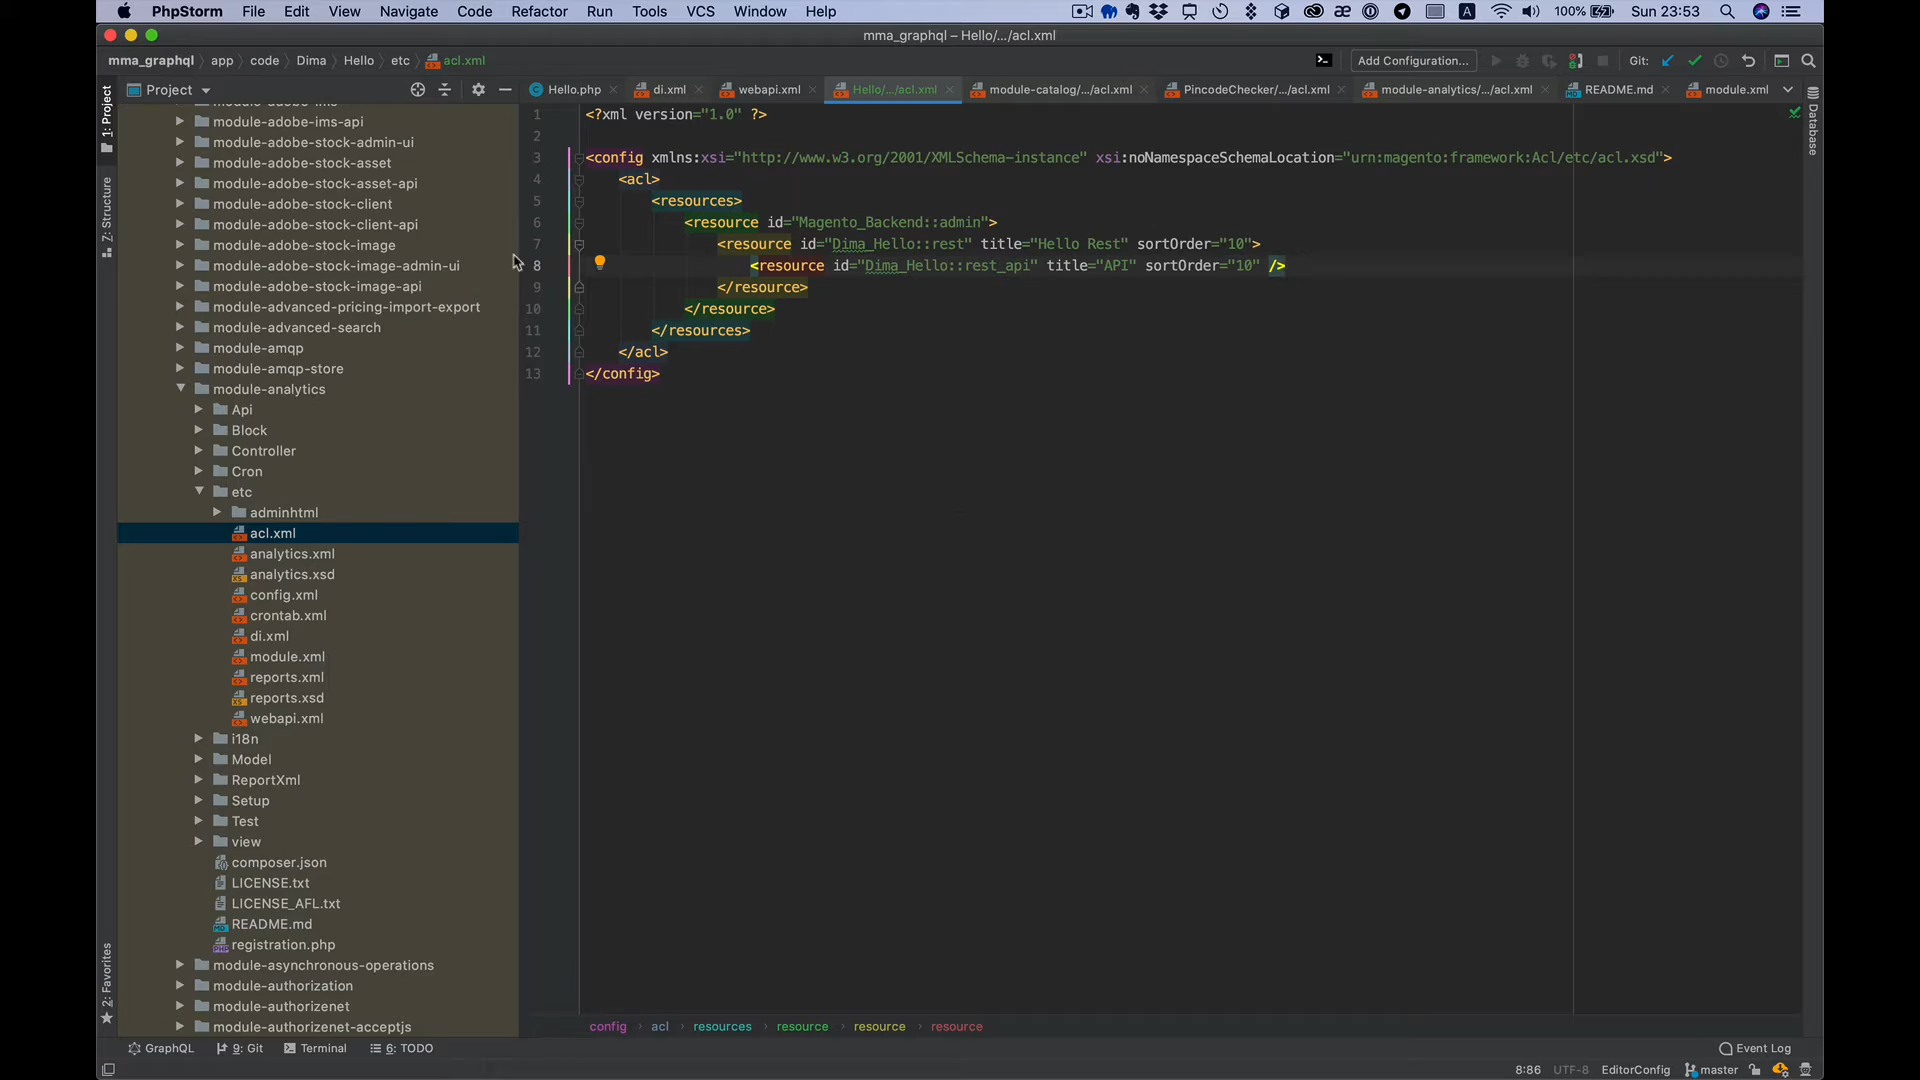 PhpStorm File Edit View Navigate Code Refactor Run Tools VCS Window Help 100% Sun 23:53
mma_graphql – Hello/.../acl.xml
mma_graphql app code Dima Hello etc acl.xml Add Configuration... Git:
Project Hello.php di.xml webapi.xml Hello/.../acl.xml module-catalog/.../acl.xml PincodeChecker/.../acl.xml module-analytics/.../acl.xml README.md module.xml
1: Project
Z: Structure
2: Favorites
Database
module-adobe-ims
module-adobe-ims-api
module-adobe-stock-admin-ui
module-adobe-stock-asset
module-adobe-stock-asset-api
module-adobe-stock-client
module-adobe-stock-client-api
module-adobe-stock-image
module-adobe-stock-image-admin-ui
module-adobe-stock-image-api
module-advanced-pricing-import-export
module-advanced-search
module-amqp
module-amqp-store
module-analytics
Api
Block
Controller
Cron
etc
adminhtml
acl.xml
analytics.xml
analytics.xsd
config.xml
crontab.xml
di.xml
module.xml
reports.xml
reports.xsd
webapi.xml
i18n
Model
ReportXml
Setup
Test
view
composer.json
LICENSE.txt
LICENSE_AFL.txt
README.md
registration.php
module-asynchronous-operations
module-authorization
module-authorizenet
module-authorizenet-acceptjs
1 <?xml version="1.0" ?>
2
3 <config xmlns:xsi="http://www.w3.org/2001/XMLSchema-instance" xsi:noNamespaceSchemaLocation="urn:magento:framework:Acl/etc/acl.xsd">
4 <acl>
5 <resources>
6 <resource id="Magento_Backend::admin">
7 <resource id="Dima_Hello::rest" title="Hello Rest" sortOrder="10">
8 <resource id="Dima_Hello::rest_api" title="API" sortOrder="10" />
9 </resource>
10 </resource>
11 </resources>
12 </acl>
13 </config>
config acl resources resource resource resource
GraphQL 9: Git Terminal 6: TODO Event Log
8:86 UTF-8 EditorConfig master